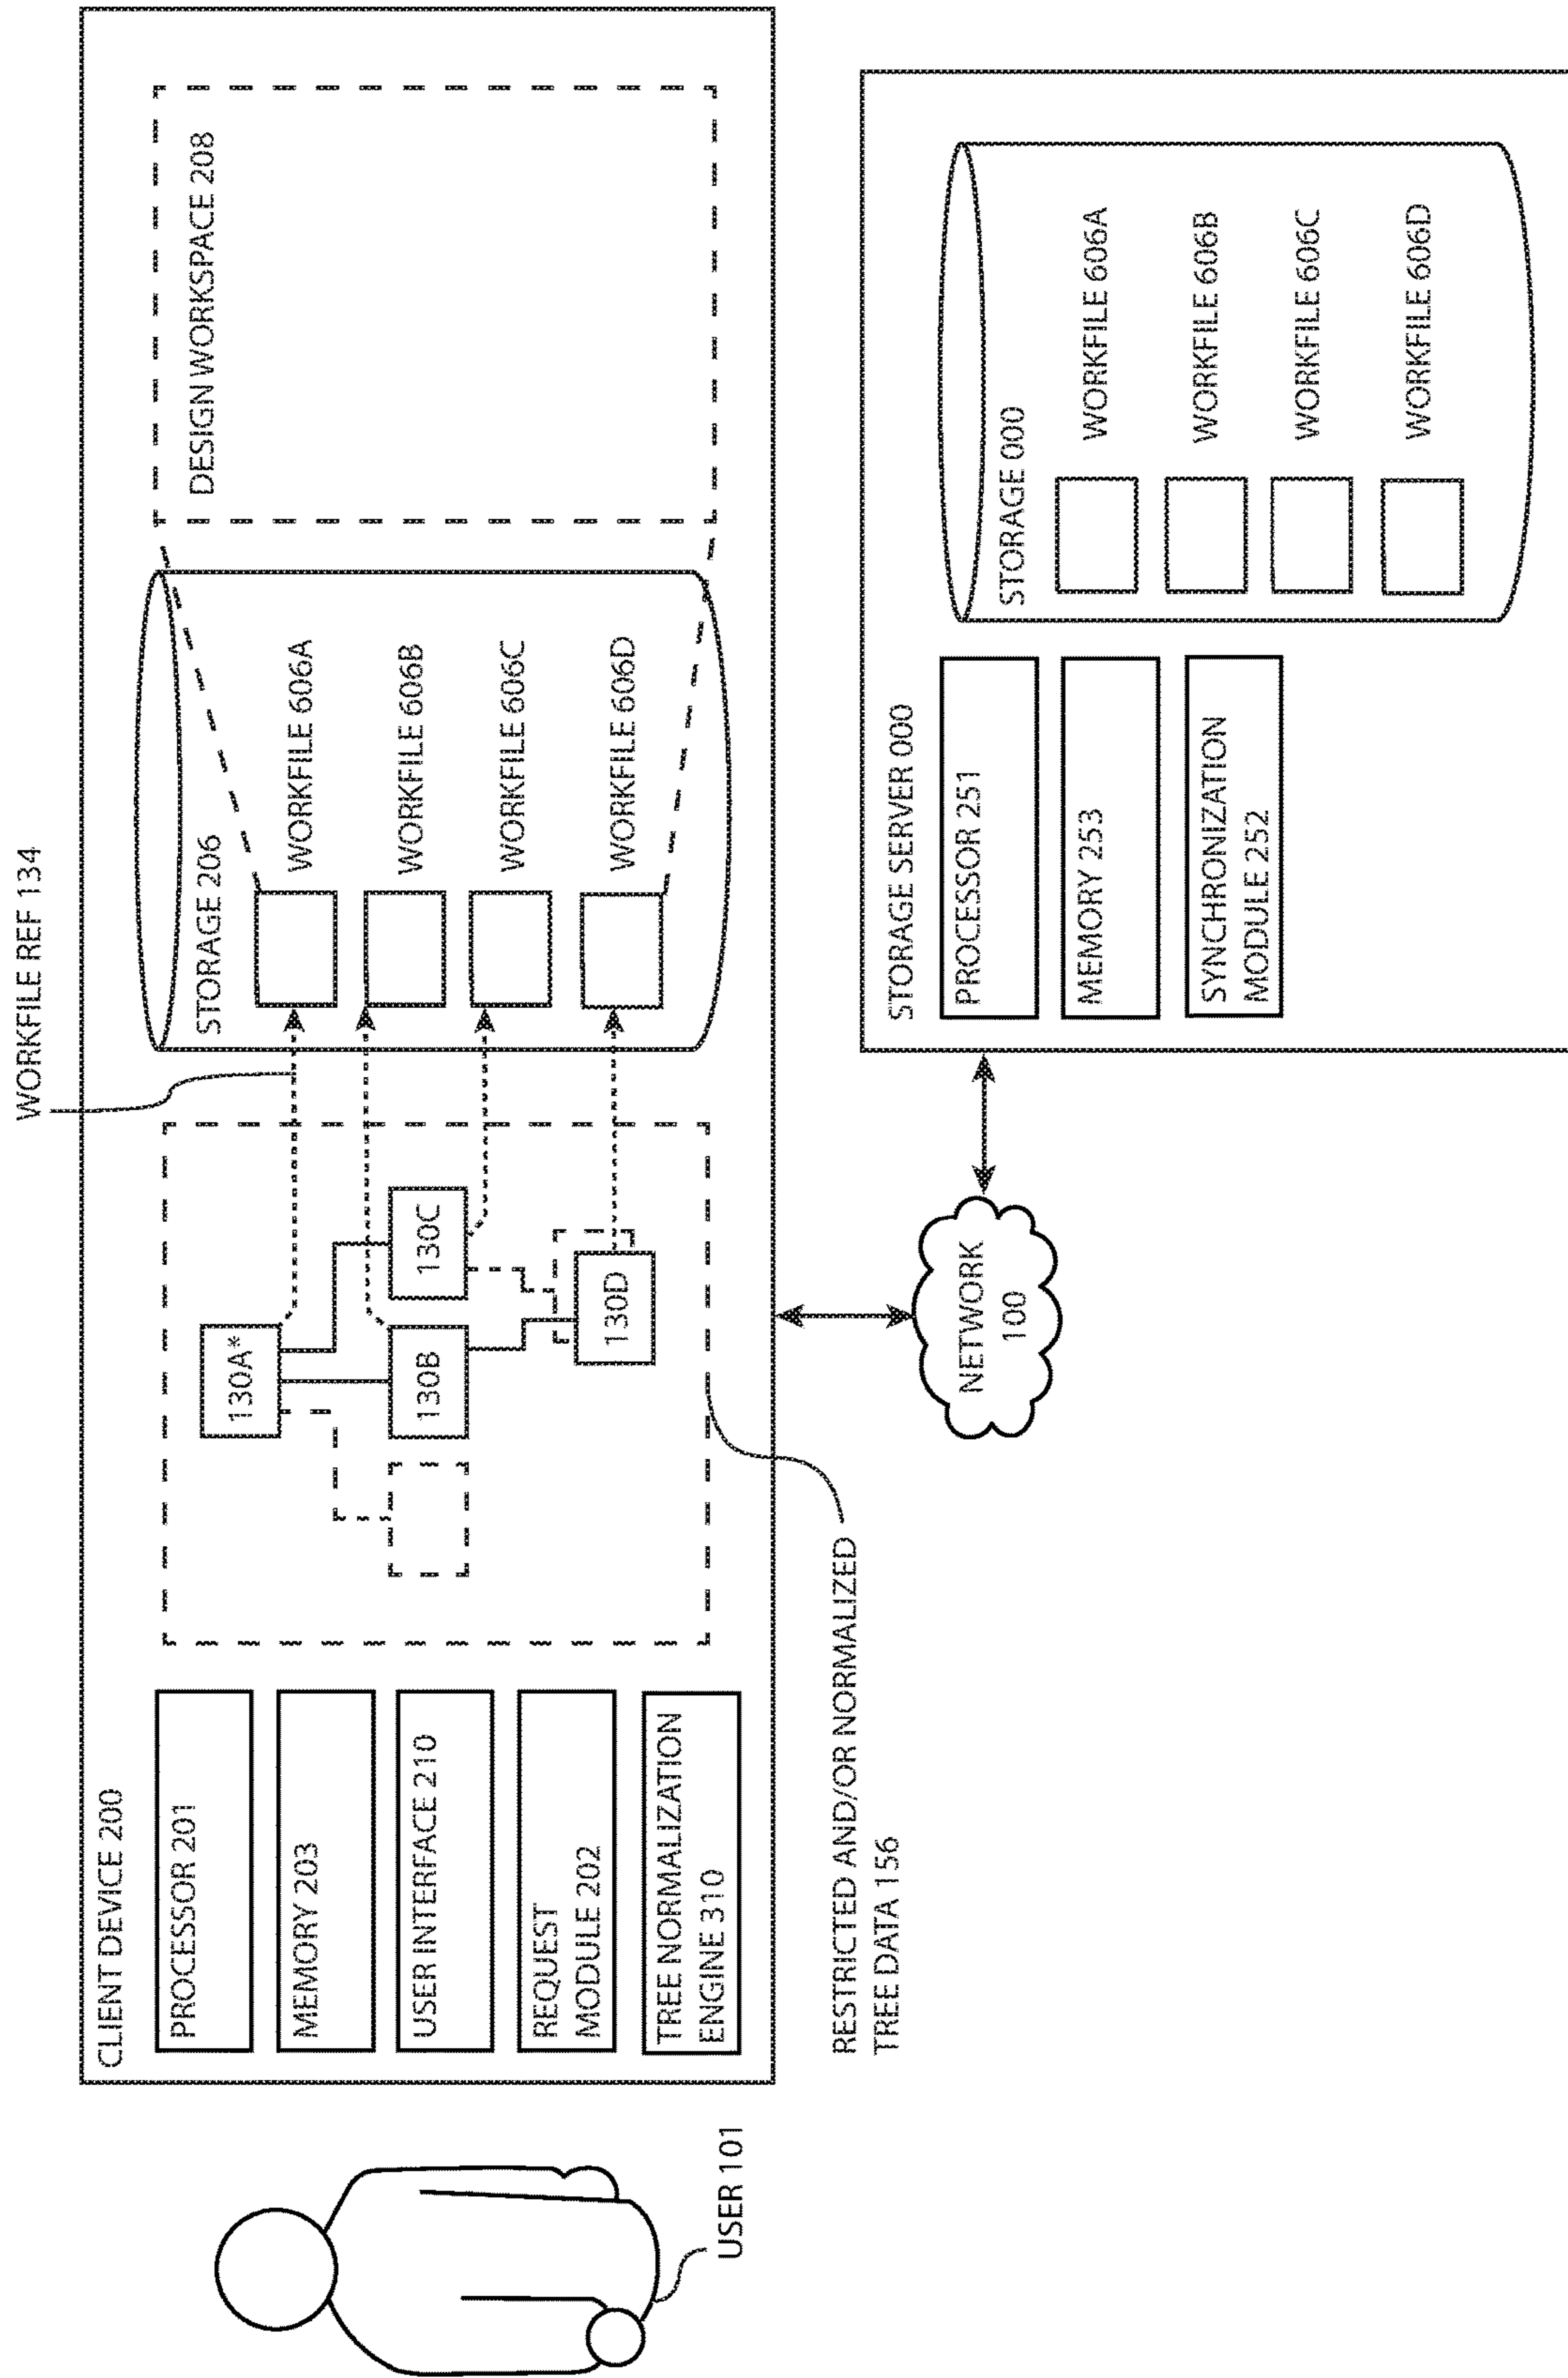 WORKFILE REF 134
CLIENT DEVICE 200
PROCESSOR 201
MEMORY 203
USER INTERFACE 210
REQUEST
MODULE 202
TREE NORMALIZATION
ENGINE 310
130A*
130B
130C
130D
STORAGE 206
WORKFILE 606A
WORKFILE 606B
WORKFILE 606C
WORKFILE 606D
DESIGN WORKSPACE 208
USER 101
RESTRICTED AND/OR NORMALIZED
TREE DATA 156
NETWORK
100
STORAGE SERVER 000
PROCESSOR 251
MEMORY 253
SYNCHRONIZATION
MODULE 252
STORAGE 000
WORKFILE 606A
WORKFILE 606B
WORKFILE 606C
WORKFILE 606D